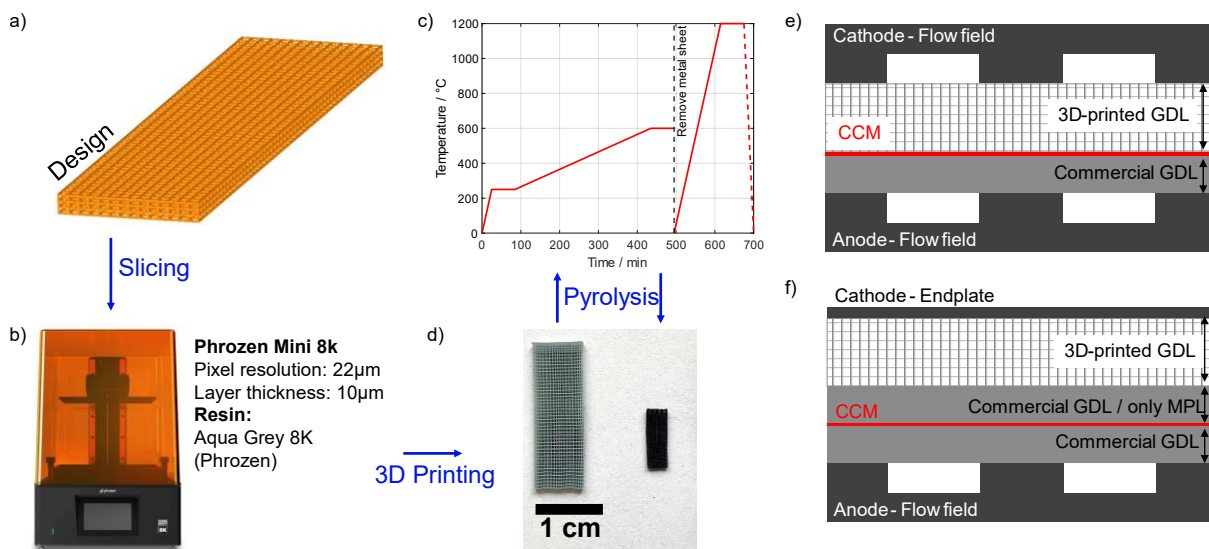 a)
Design
Slicing
b)
Phrozen Mini 8k
Pixel resolution: 22µm
Layer thickness: 10µm
Resin:
Aqua Grey 8K
(Phrozen)
phrozen
8K
3D Printing
c)
Temperature / °C
1200
1000
800
600
400
200
0
0
100
200
300
400
500
600
700
Time / min
Remove metal sheet
Pyrolysis
d)
1 cm
e)
Cathode - Flow field
3D-printed GDL
CCM
Commercial GDL
Anode - Flow field
f)
Cathode - Endplate
3D-printed GDL
Commercial GDL / only MPL
CCM
Commercial GDL
Anode - Flow field